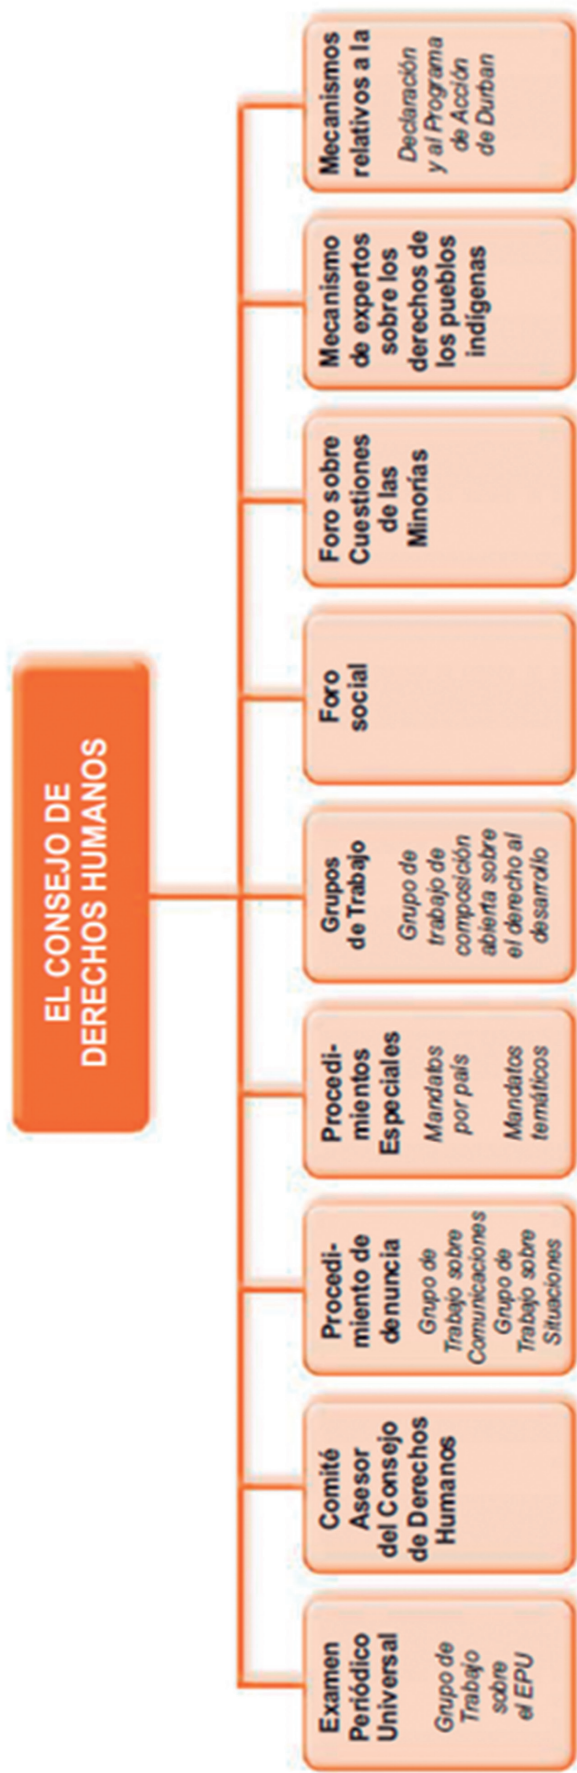 EL CONSEJO DE
DERECHOS HUMANOS
Examen
Periódico
Universal
Grupo de
Trabajo
sobre
el EPU
Comité
Asesor
del Consejo
de Derechos
Humanos
Procedi-
miento de
denuncia
Grupo de
Trabajo sobre
Comunicaciones
Grupo de
Trabajo sobre
Situaciones
Procedi-
mientos
Especiales
Mandatos
por país
Mandatos
temáticos
Grupos
de Trabajo
Grupo de
trabajo de
composición
abierta sobre
el derecho al
desarrollo
Foro
social
Foro sobre
Cuestiones
de las
Minorías
Mecanismo
de expertos
sobre los
derechos de
los pueblos
indígenas
Mecanismos
relativos a la
Declaración
y al Programa
de Acción
de Durban